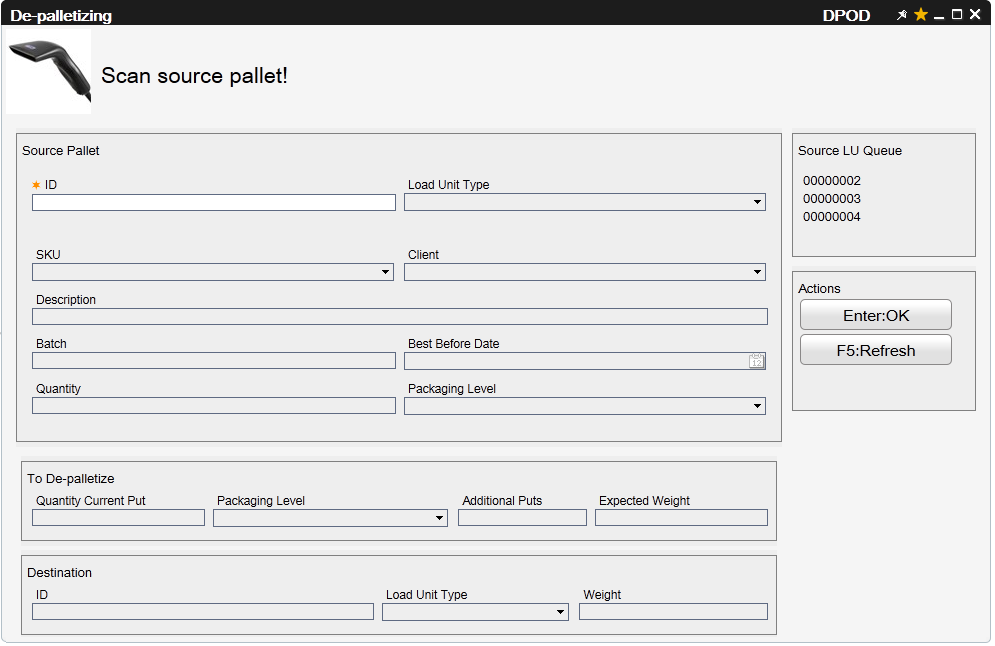 De-palletizing DPOD
Scan source pallet!
Source Pallet
ID Load Unit Type
SKU Client
Description
Batch Best Before Date
12
Quantity Packaging Level
Source LU Queue
00000002
00000003
00000004
Actions
Enter:OK
F5:Refresh
To De-palletize
Quantity Current Put Packaging Level Additional Puts Expected Weight
Destination
ID Load Unit Type Weight